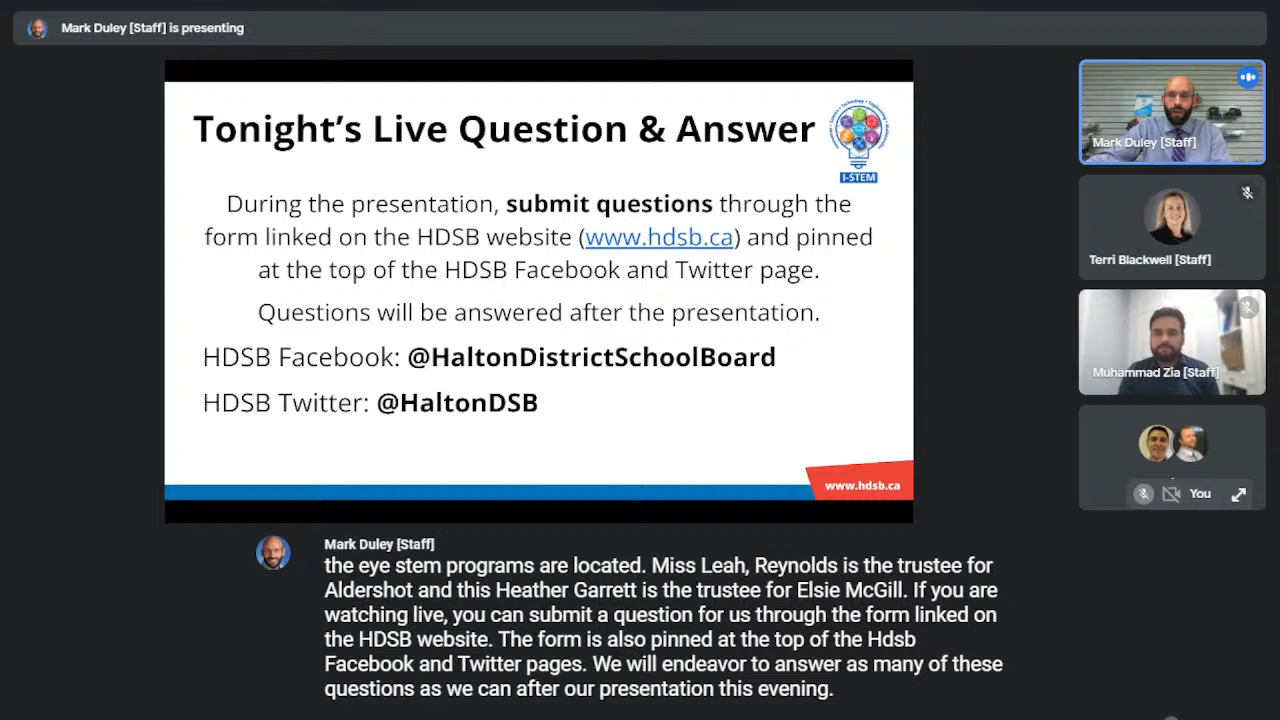 Mark Duley [Staff] is presenting
Tonight's Live Question & Answer
I-STEM
During the presentation, submit questions through the
form linked on the HDSB website (www.hdsb.ca) and pinned
at the top of the HDSB Facebook and Twitter page.
Questions will be answered after the presentation.
HDSB Facebook: @HaltonDistrictSchoolBoard
HDSB Twitter: @HaltonDSB
www.hdsb.ca
Mark Duley [Staff]
Terri Blackwell [Staff]
Muhammad Zia [Staff]
You
Mark Duley [Staff]
the eye stem programs are located. Miss Leah, Reynolds is the trustee for
Aldershot and this Heather Garrett is the trustee for Elsie McGill. If you are
watching live, you can submit a question for us through the form linked on
the HDSB website. The form is also pinned at the top of the Hdsb
Facebook and Twitter pages. We will endeavor to answer as many of these
questions as we can after our presentation this evening.